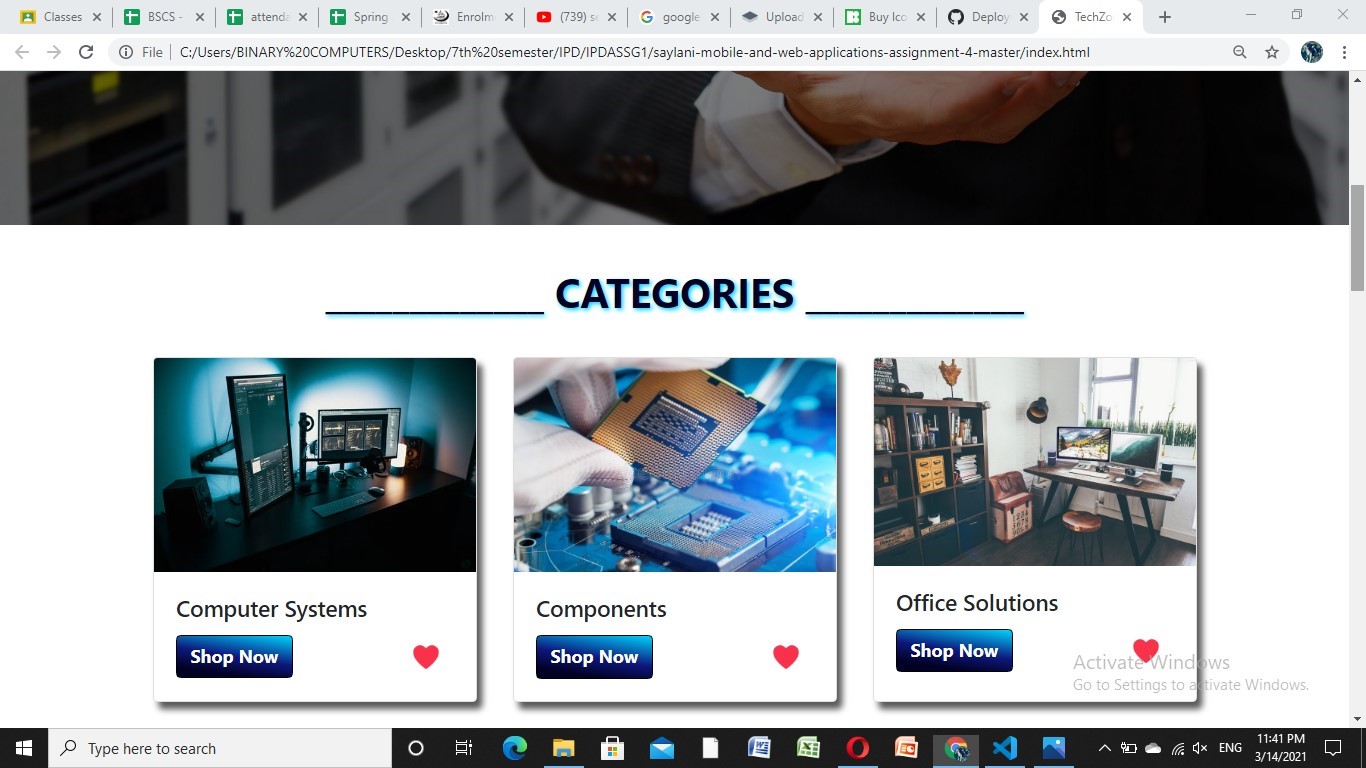 Classes
BSCS -
attenda
Spring
Enrolm
(739) s
google
Upload
Buy Ico
Deploy
TechZo
File
C:/Users/BINARY%20COMPUTERS/Desktop/7th%20semester/IPD/IPDASSG1/saylani-mobile-and-web-applications-assignment-4-master/index.html
CATEGORIES
Computer Systems
Shop Now
Components
Shop Now
Office Solutions
Shop Now
Activate Windows
Go to Settings to activate Windows.
Type here to search
ENG
11:41 PM
3/14/2021